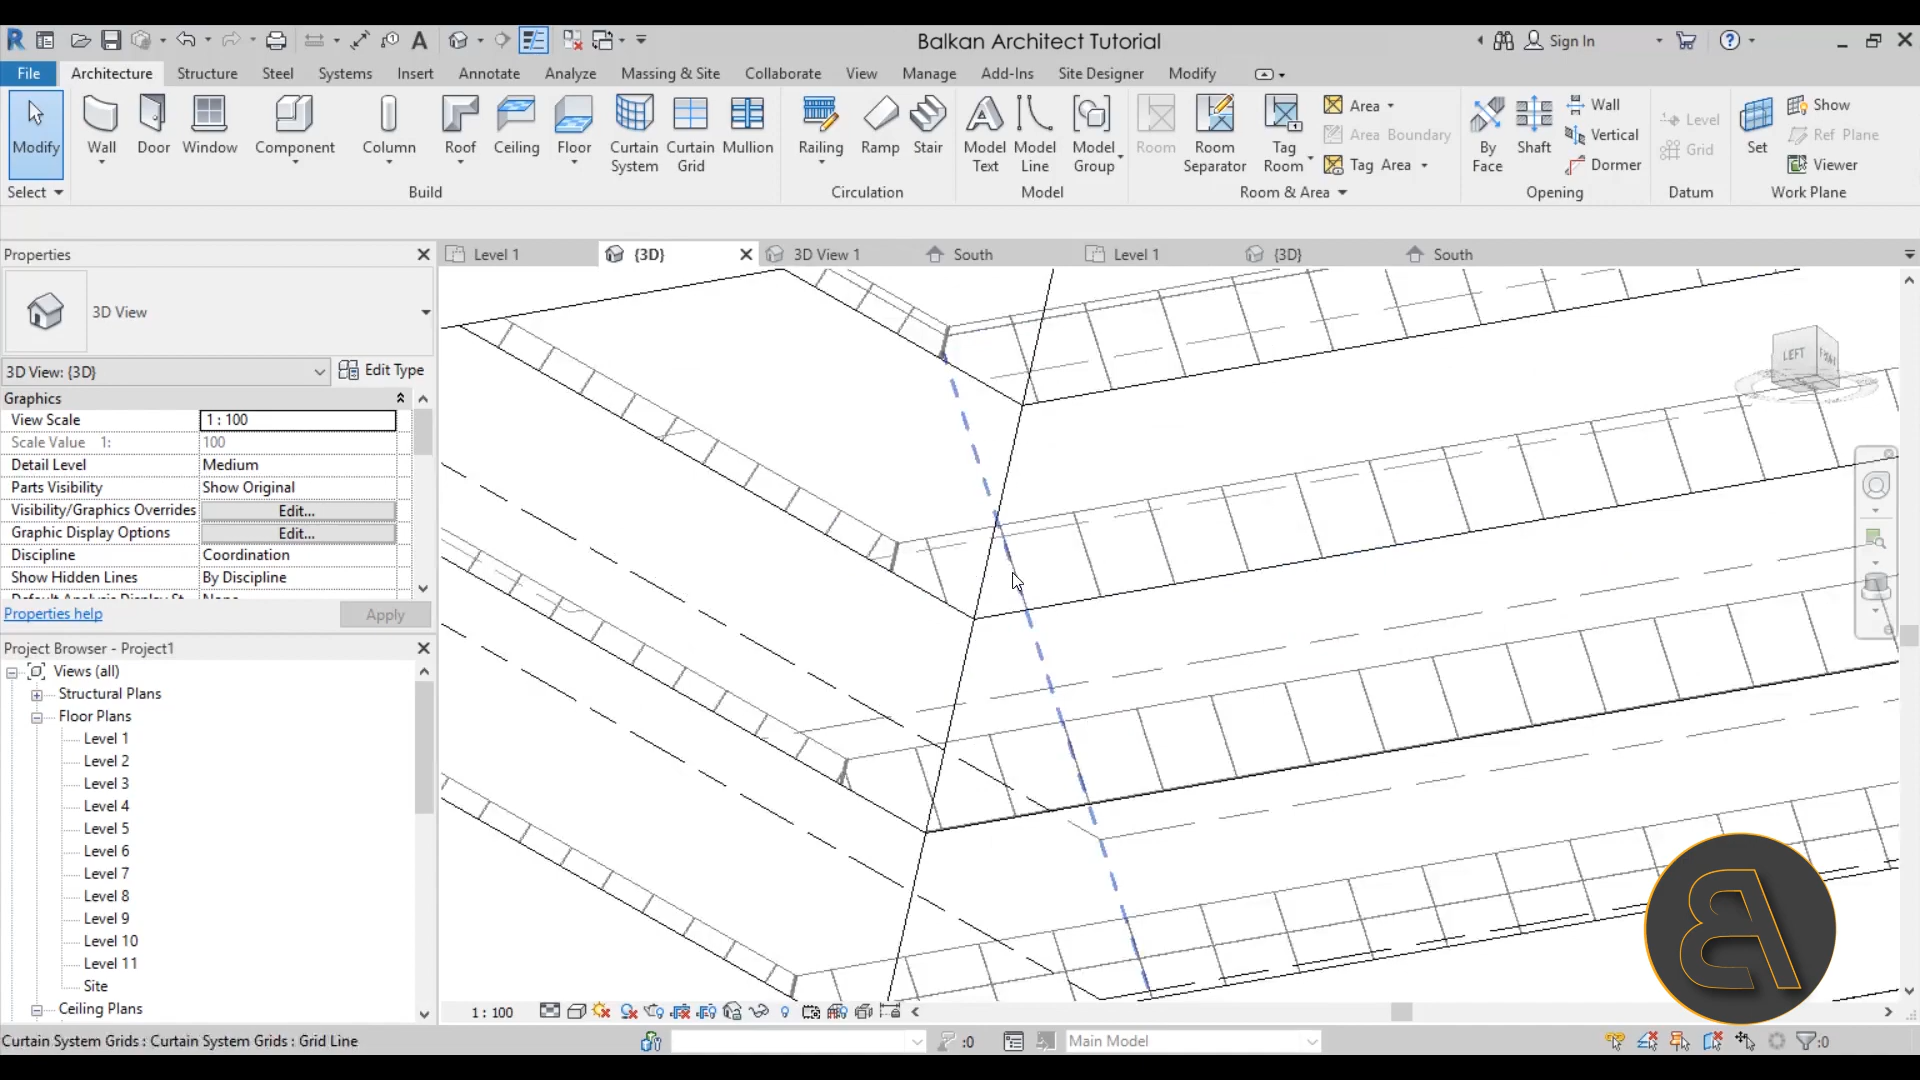 Balkan Architect Tutorial
Sign In
File Architecture Structure Steel Systems Insert Annotate Analyze Massing & Site Collaborate View Manage Add-Ins Site Designer Modify
Modify Wall Door Window Component Column Roof Ceiling Floor Curtain System Curtain Grid Mullion Railing Ramp Stair Model Text Model Line Model Group Room Room Separator Tag Room Area Area Boundary Tag Area By Face Shaft Wall Vertical Dormer Level Grid Set Show Ref Plane Viewer
Select Build Circulation Model Room & Area Opening Datum Work Plane
Properties
Level 1 {3D} 3D View 1 South Level 1 {3D} South
3D View
3D View: {3D} Edit Type
Graphics
View Scale 1 : 100
Scale Value 1: 100
Detail Level Medium
Parts Visibility Show Original
Visibility/Graphics Overrides Edit...
Graphic Display Options Edit...
Discipline Coordination
Show Hidden Lines By Discipline
Properties help Apply
Project Browser - Project1
Views (all)
Structural Plans
Floor Plans
Level 1
Level 2
Level 3
Level 4
Level 5
Level 6
Level 7
Level 8
Level 9
Level 10
Level 11
Site
Ceiling Plans
LEFT
1 : 100
Curtain System Grids : Curtain System Grids : Grid Line
:0
Main Model
:0